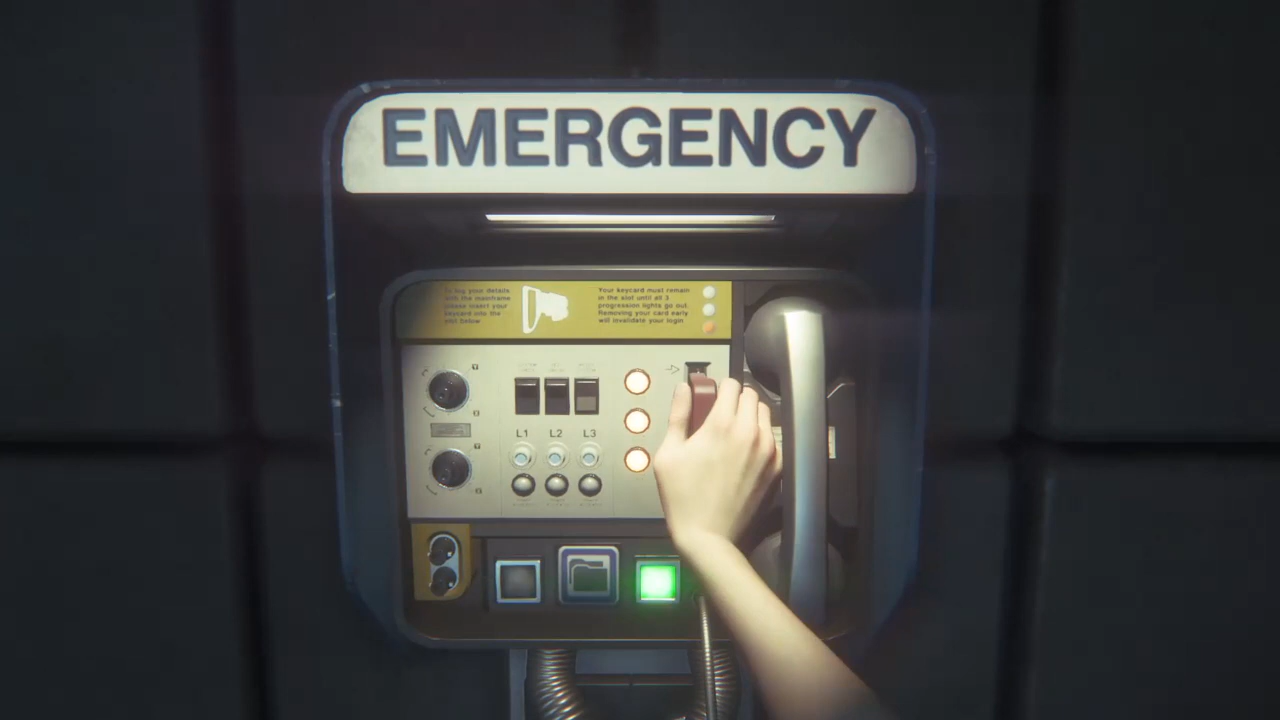 EMERGENCY
To log your details
with the mainframe
please insert your
keycard into the
slot below
Your keycard must remain
in the slot until all 3
progression lights go out.
Removing your card early
will invalidate your login
L1 L2 L3